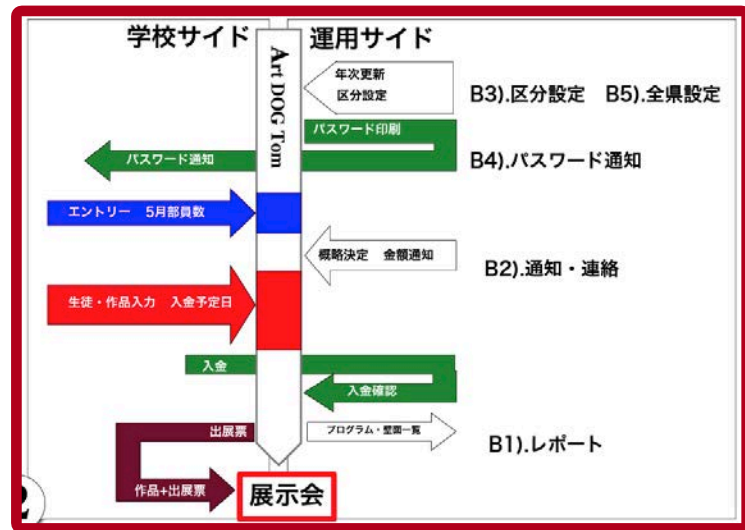 学校サイド
運用サイド
Art DOG Tom
年次更新
区分設定
B3).区分設定 B5).全県設定
パスワード印刷
パスワード通知
B4).パスワード通知
エントリー 5月部員数
概略決定 金額通知
B2).通知・連絡
生徒・作品入力 入金予定日
入金
入金確認
出展票
プログラム・壁面一覧
B1).レポート
作品+出展票
展示会
2